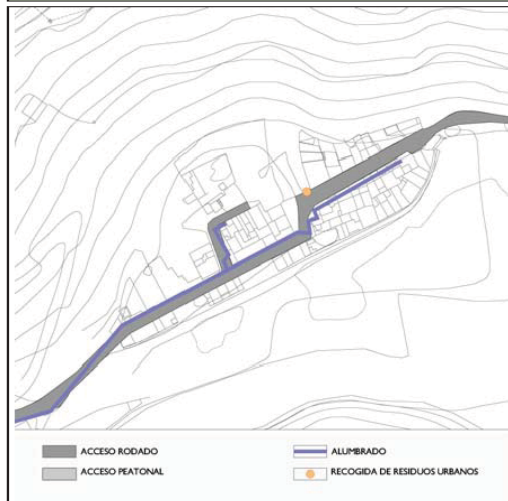 ACCESO RODADO
ALUMBRADO
ACCESO PEATONAL
RECOGIDA DE RESIDUOS URBANOS